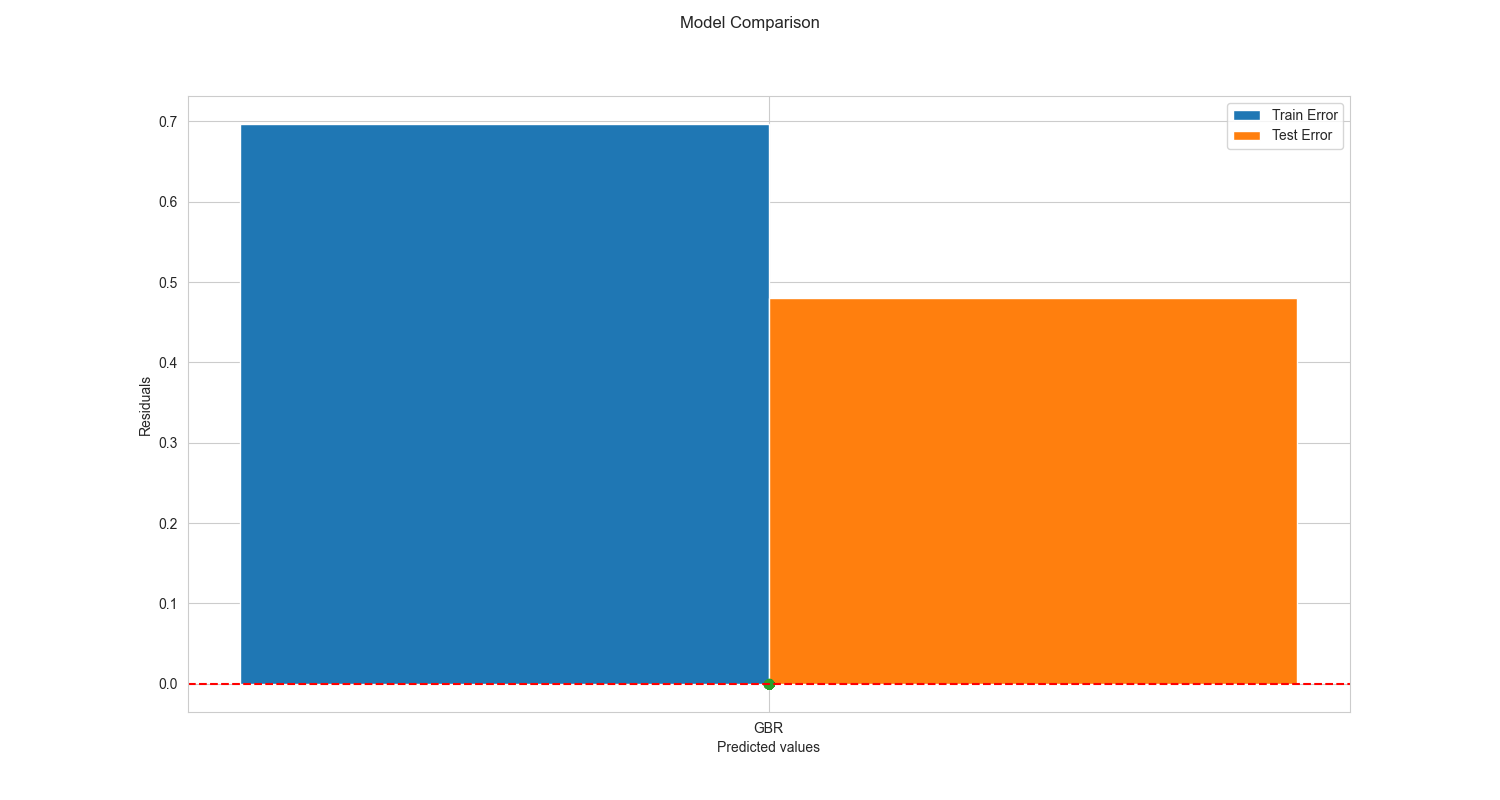 Model Comparison
Train Error
Test Error
0.7
0.6
0.5
0.4
0.3
0.2
0.1
0.0
Residuals
GBR
Predicted values